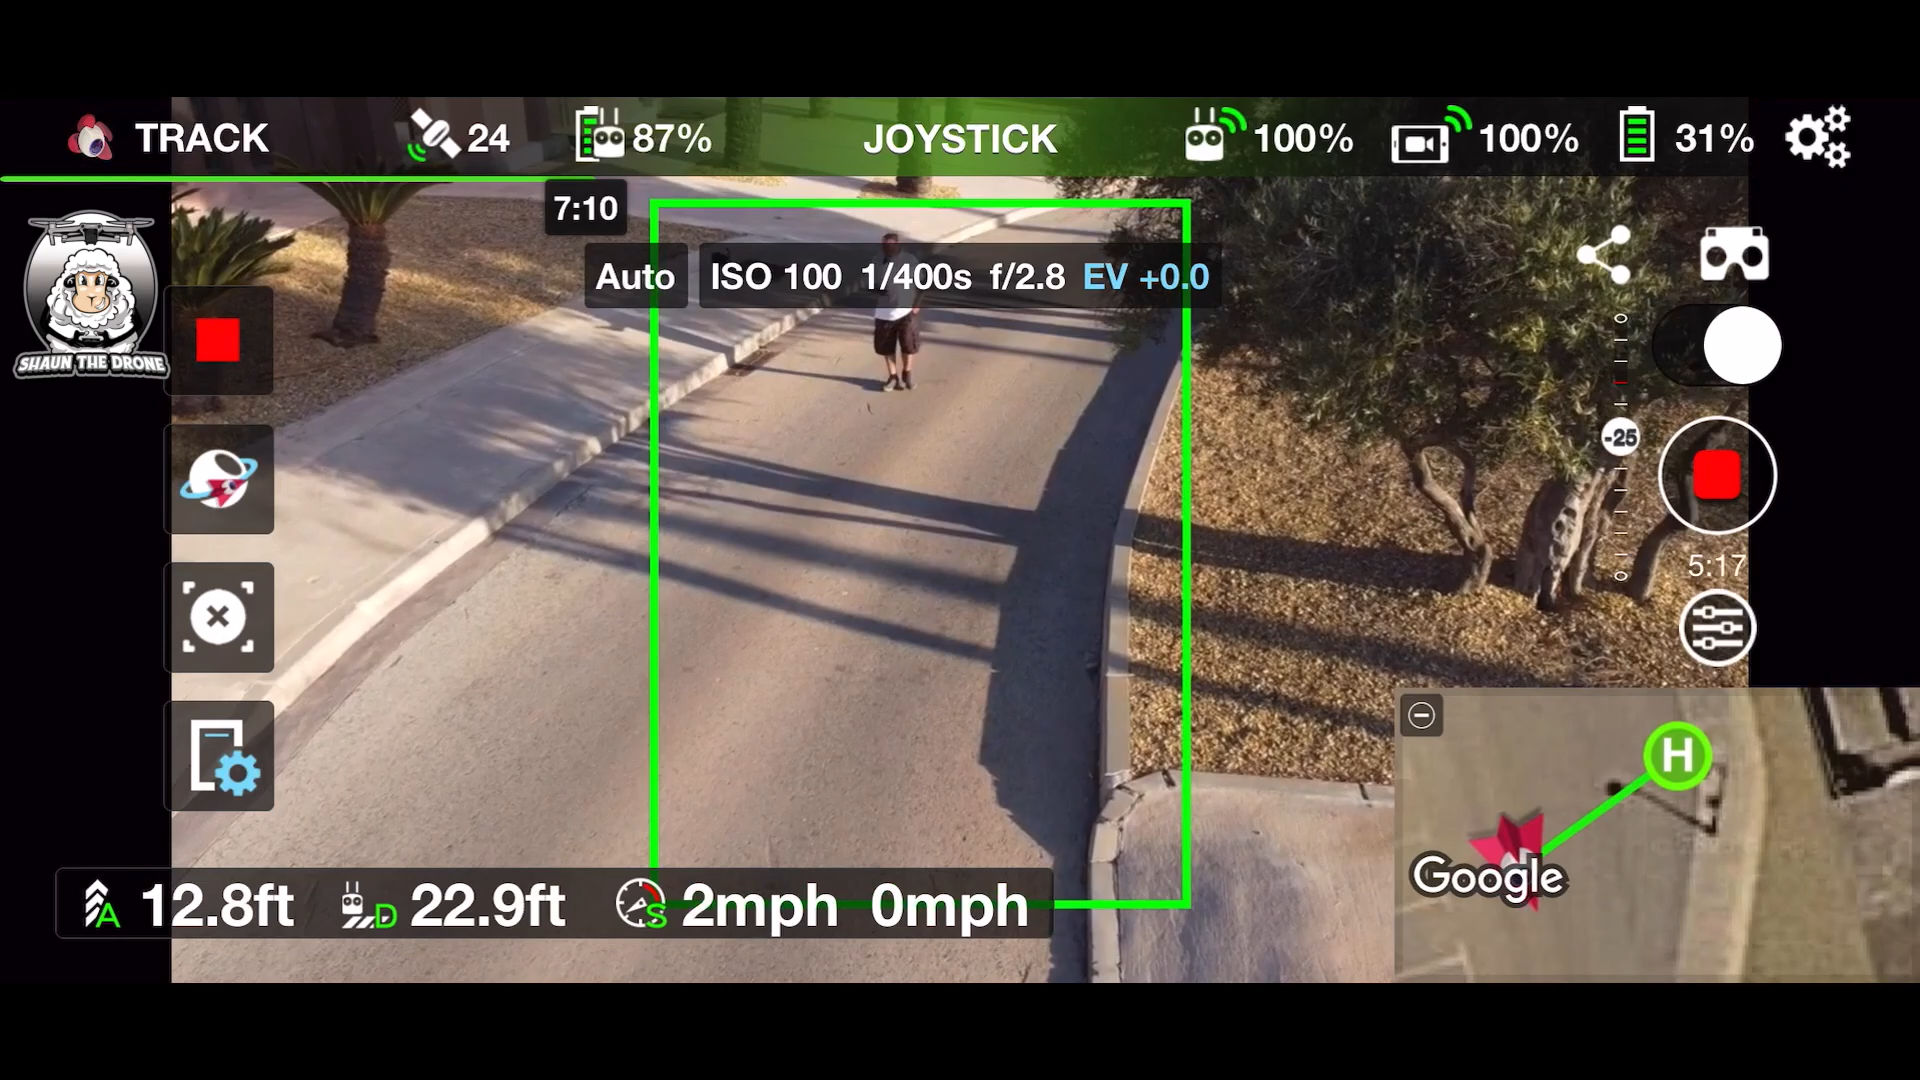 TRACK 24 87% JOYSTICK 100% 100% 31%
7:10
Auto ISO 100 1/400s f/2.8 EV +0.0
SHAUN THE DRONE
-25
5:17
H
Google
A 12.8ft D 22.9ft S 2mph 0mph